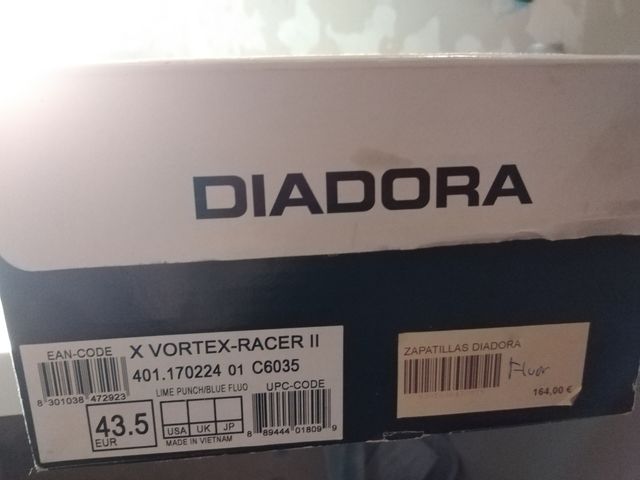 DIADORA
EAN-CODE
X VORTEX-RACER II
401.170224 01 C6035
LIME PUNCH/BLUE FLUO
UPC-CODE
8 301038 472923
43.5
EUR
USA UK JP
MADE IN VIETNAM
8 89444 01809 9
ZAPATILLAS DIADORA
Fluor
164,00 €